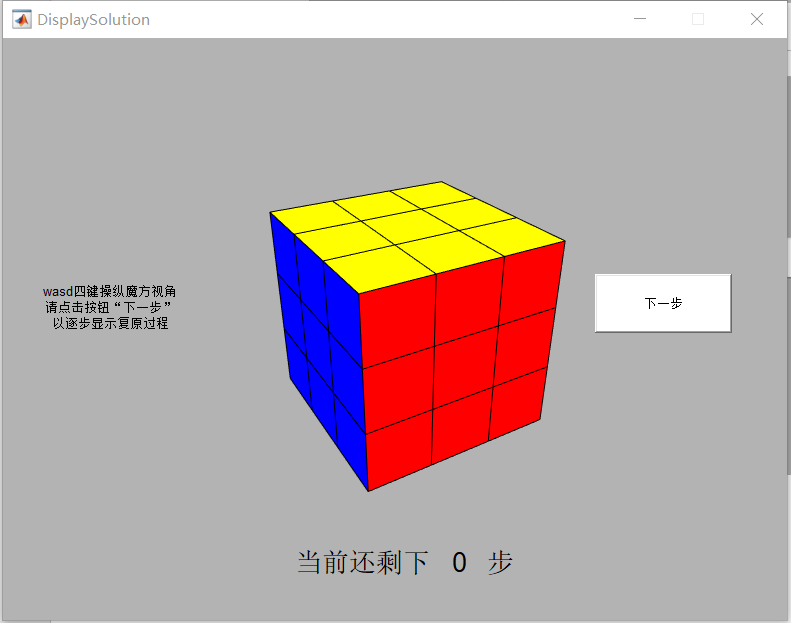 DisplaySolution
wasd四键操纵魔方视角
请点击按钮“下一步”
以逐步显示复原过程
下一步
当前还剩下 0 步